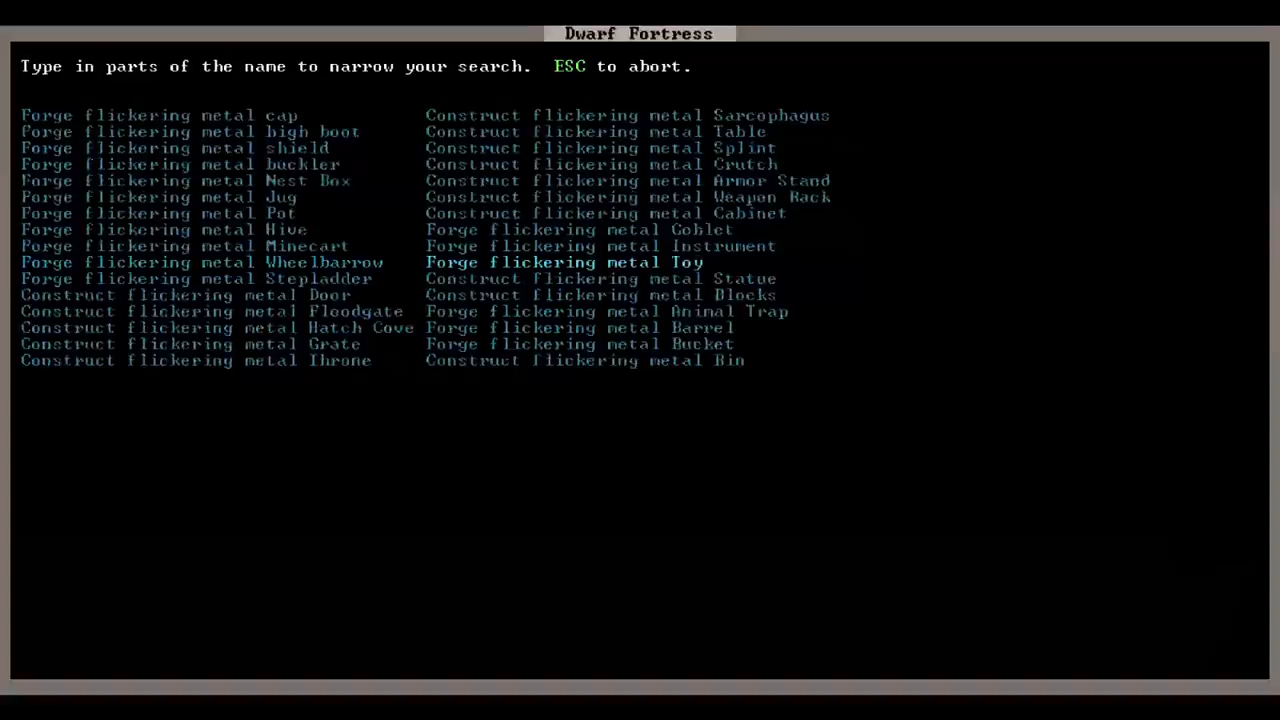 Dwarf Fortress
Type in parts of the name to narrow your search.  ESC to abort.
Forge flickering metal cap
Forge flickering metal high boot
Forge flickering metal shield
Forge flickering metal buckler
Forge flickering metal Nest Box
Forge flickering metal Jug
Forge flickering metal Pot
Forge flickering metal Hive
Forge flickering metal Minecart
Forge flickering metal Wheelbarrow
Forge flickering metal Stepladder
Construct flickering metal Door
Construct flickering metal Floodgate
Construct flickering metal Hatch Cove
Construct flickering metal Grate
Construct flickering metal Throne
Construct flickering metal Sarcophagus
Construct flickering metal Table
Construct flickering metal Splint
Construct flickering metal Crutch
Construct flickering metal Armor Stand
Construct flickering metal Weapon Rack
Construct flickering metal Cabinet
Forge flickering metal Goblet
Forge flickering metal Instrument
Forge flickering metal Toy
Construct flickering metal Statue
Construct flickering metal Blocks
Forge flickering metal Animal Trap
Forge flickering metal Barrel
Forge flickering metal Bucket
Construct flickering metal Bin